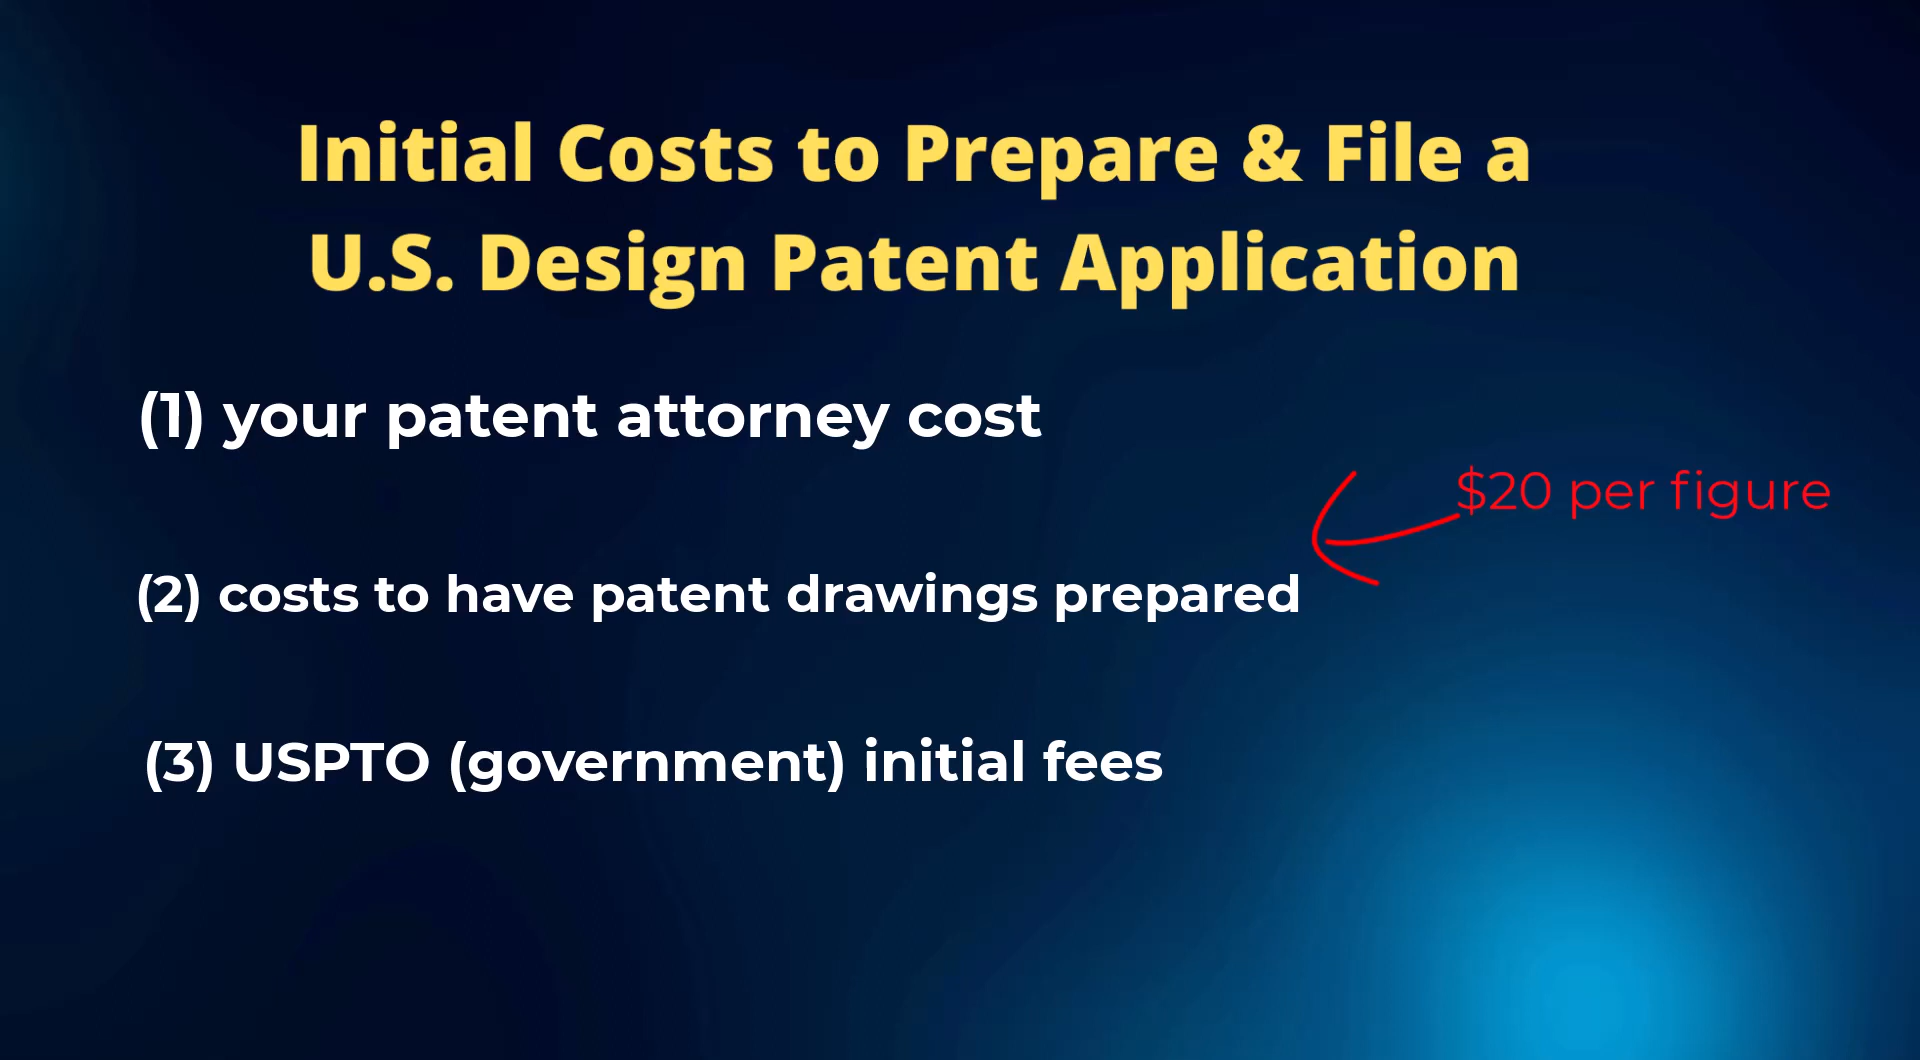 Initial Costs to Prepare & File a
U.S. Design Patent Application
(1) your patent attorney cost
$20 per figure
(2) costs to have patent drawings prepared
(3) USPTO (government) initial fees